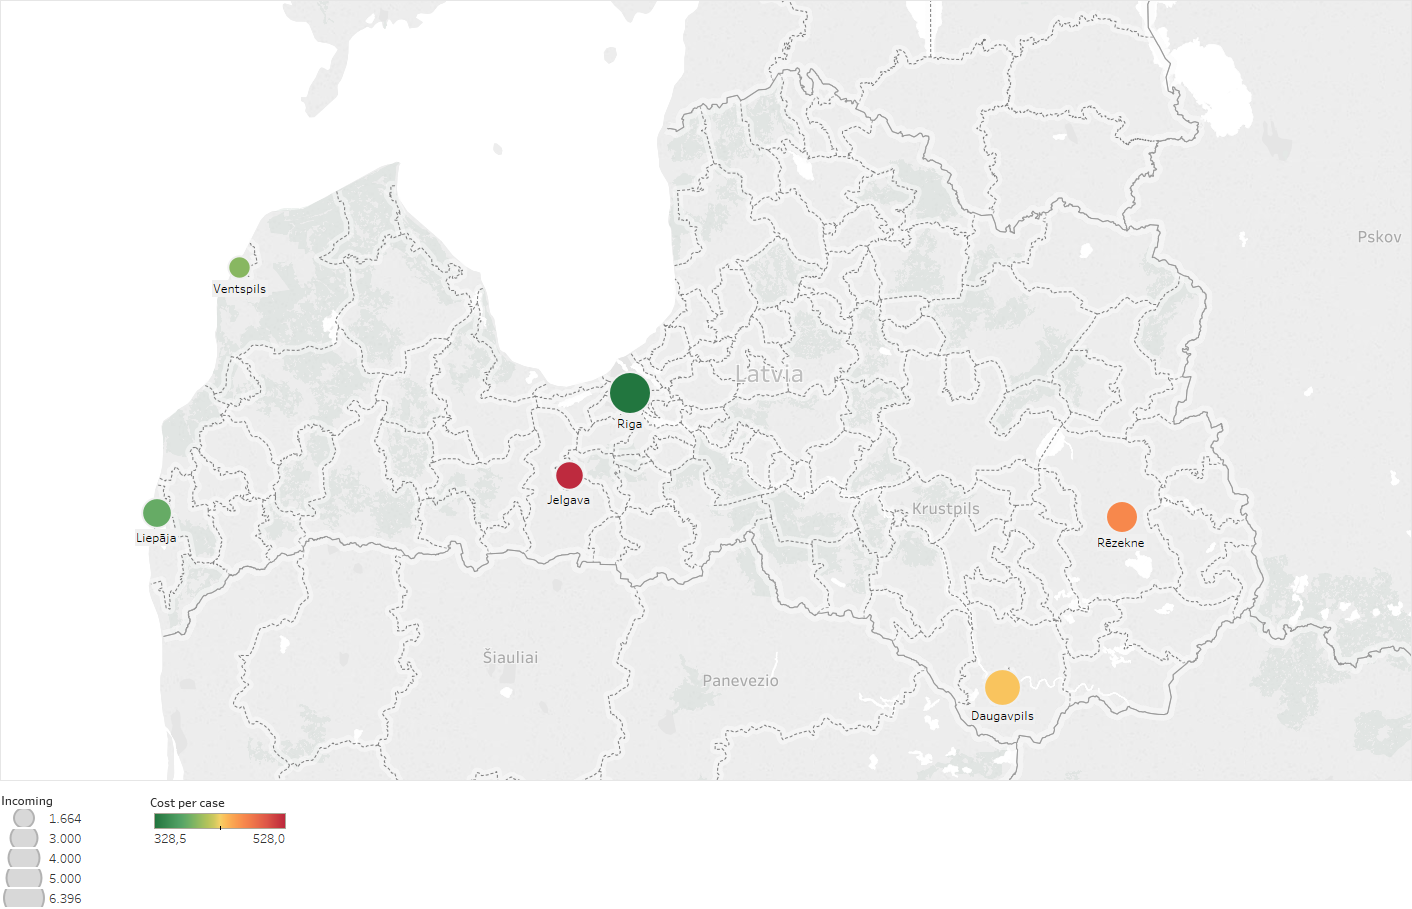 Pskov
Ventspils
Latvia
Rīga
Jelgava
Krustpils
Liepāja
Rēzekne
Šiauliai
Panevezio
Daugavpils
Incoming
1.664
3.000
4.000
5.000
6.396
Cost per case
328,5 528,0